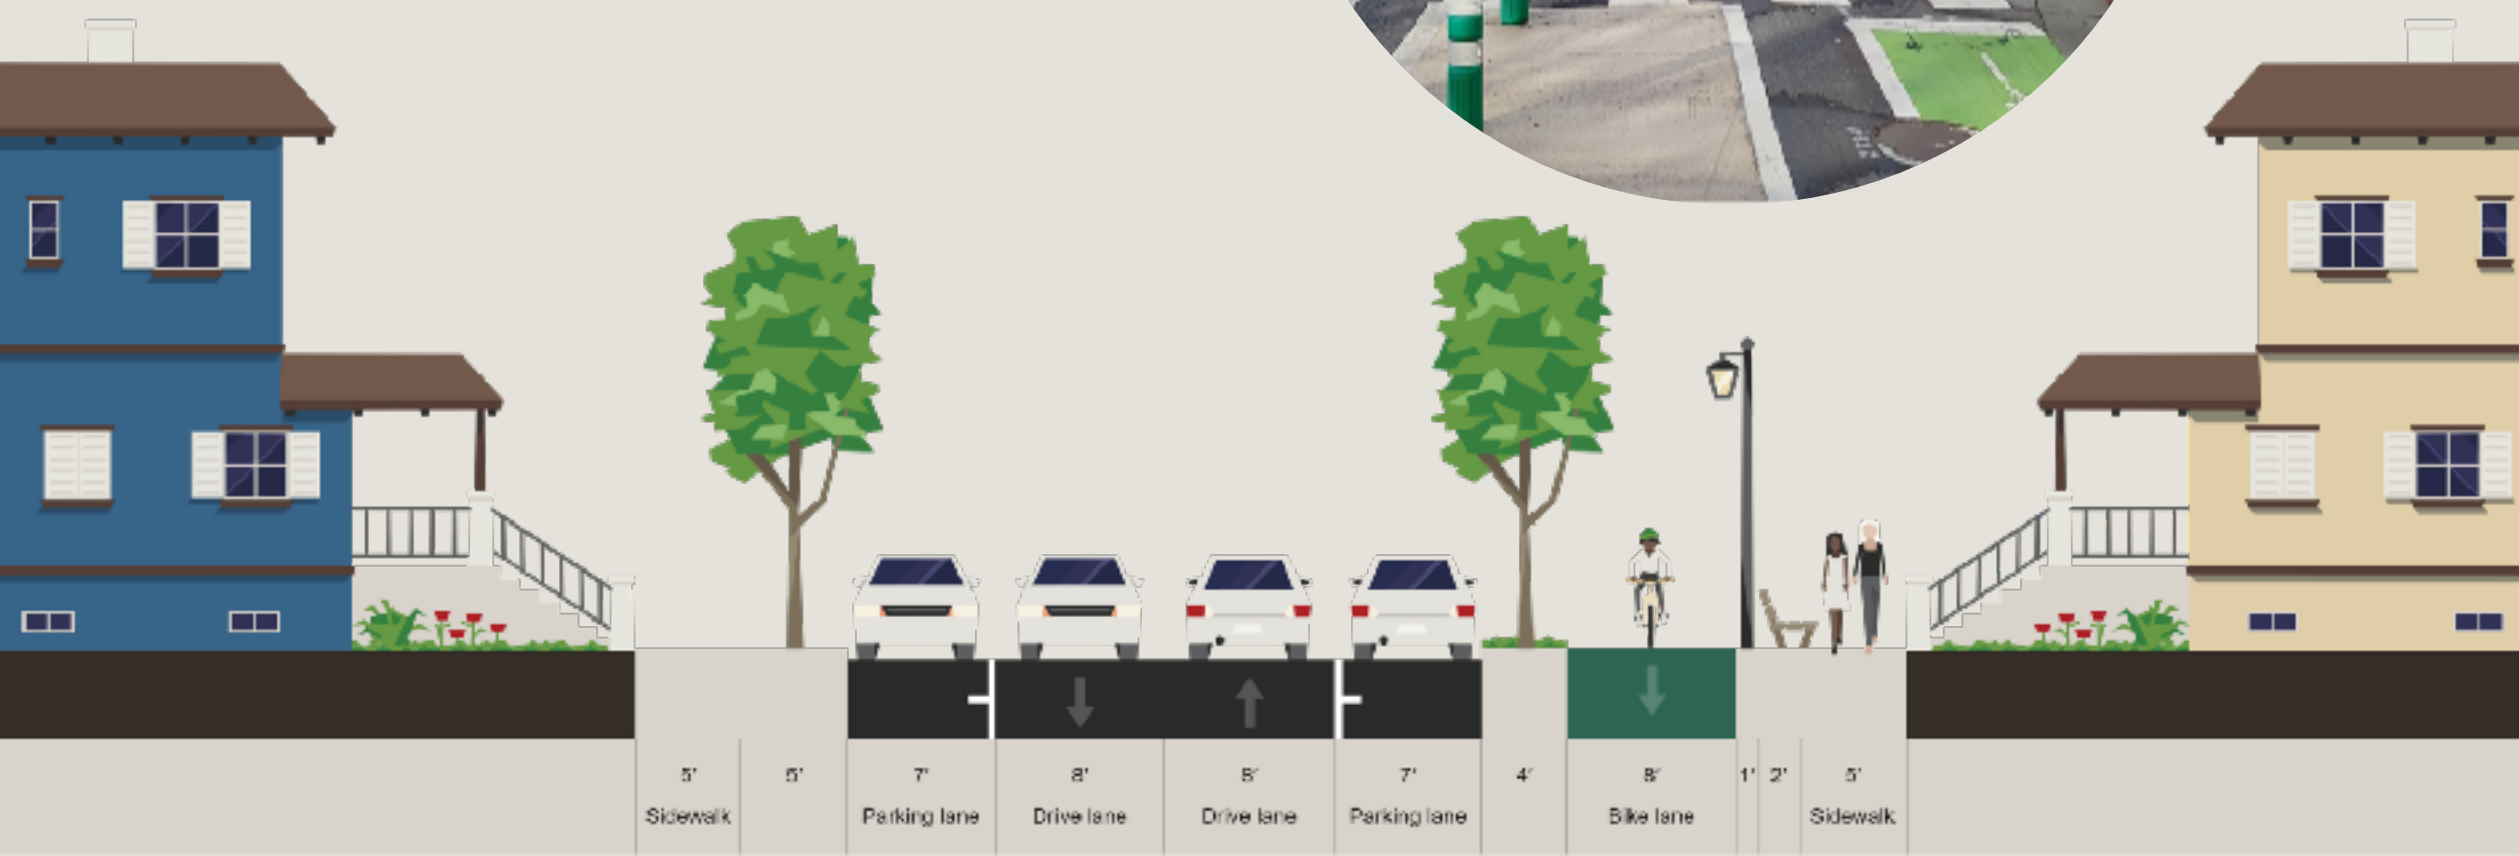 5' 5' 7' 8' 8' 7' 4' 8' 1' 2' 5'
Sidewalk Parking lane Drive lane Drive lane Parking lane Bike lane Sidewalk